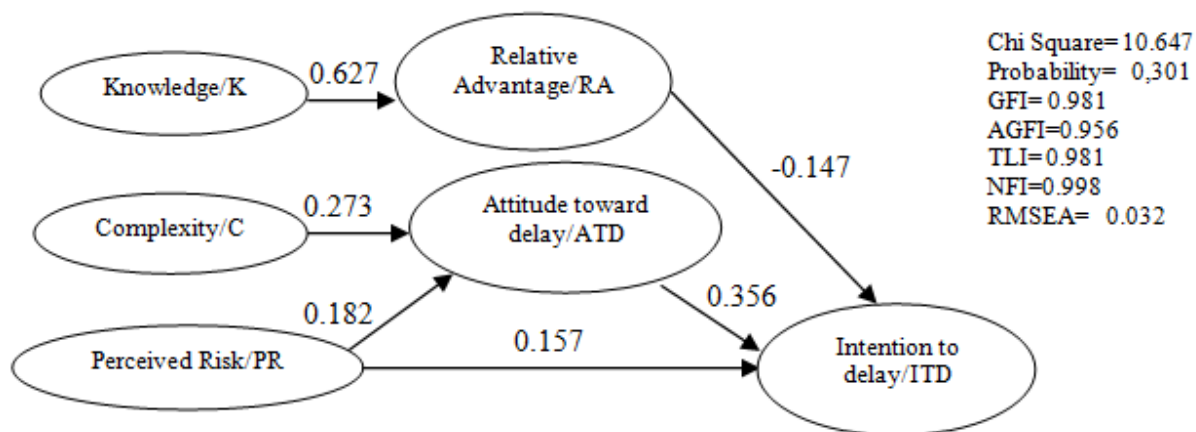 Knowledge/K
0.627
Relative
Advantage/RA
Chi Square= 10.647
Probability= 0,301
GFI= 0.981
AGFI=0.956
TLI=0.981
NFI=0.998
RMSEA= 0.032
-0.147
Complexity/C
0.273
Attitude toward
delay/ATD
0.182
0.356
Perceived Risk/PR
0.157
Intention to
delay/ITD